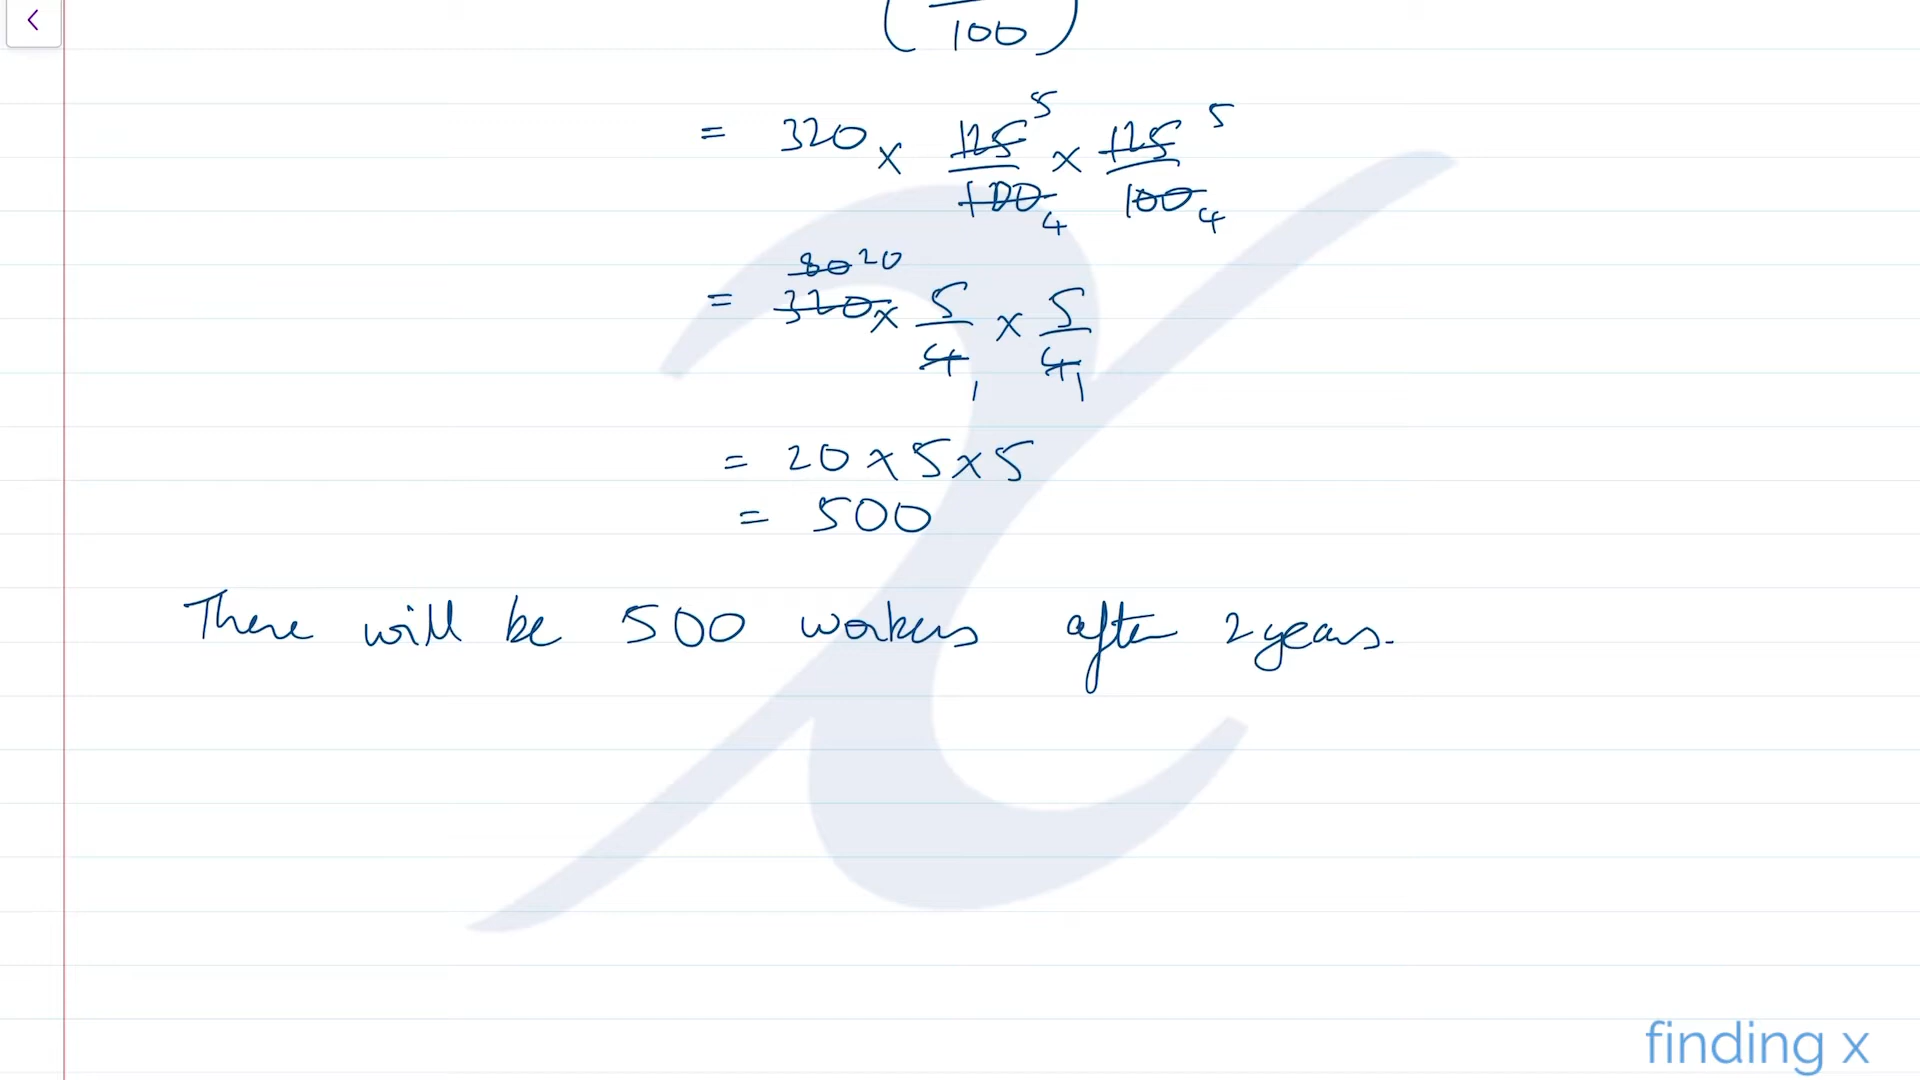 ( 100 )
= 320 × 125 5 / 100 4 × 125 5 / 100 4
80 20
= 320 × 5/4 1 × 5/4 1
= 20 × 5 × 5
= 500
There will be 500 workers after 2 years.
finding x